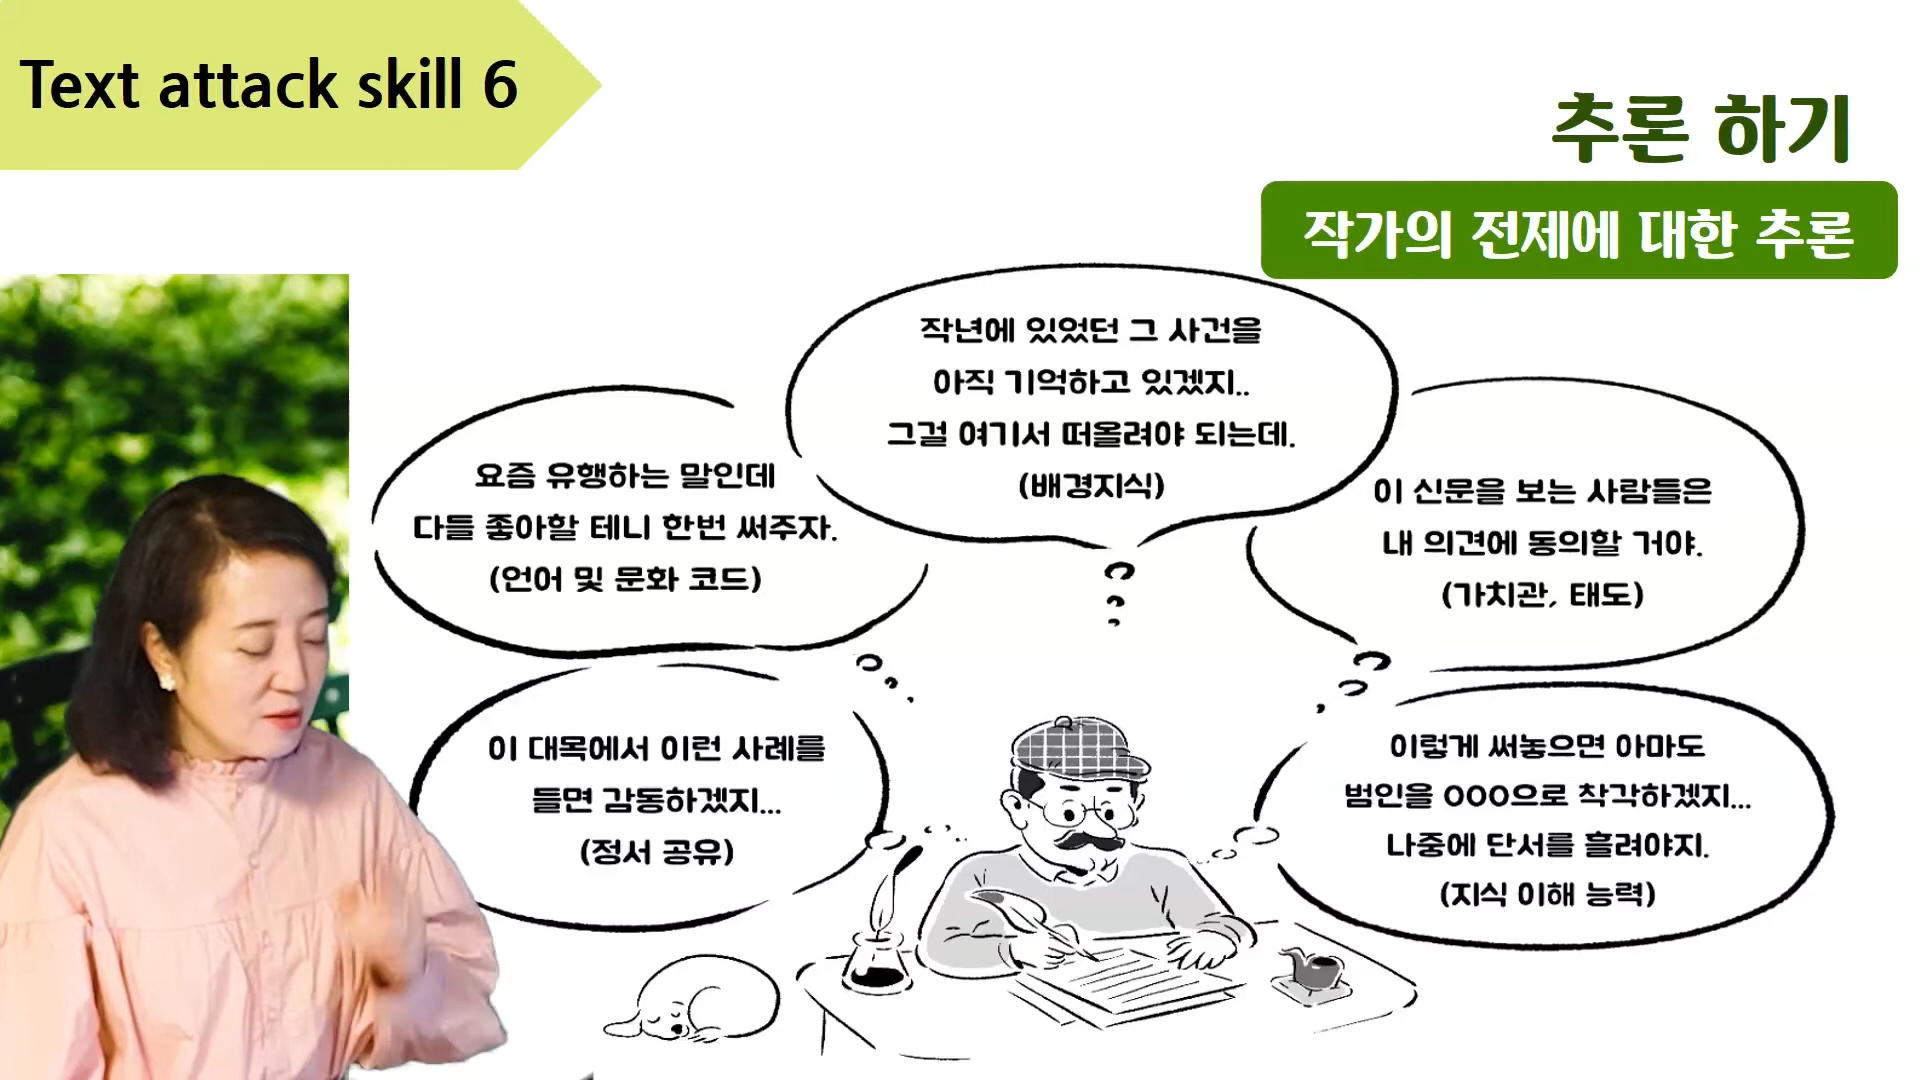 Text attack skill 6
추론 하기
작가의 전제에 대한 추론
작년에 있었던 그 사건을
아직 기억하고 있겠지..
그걸 여기서 떠올려야 되는데.
(배경지식)
요즘 유행하는 말인데
다들 좋아할 테니 한번 써주자.
(언어 및 문화 코드)
이 신문을 보는 사람들은
내 의견에 동의할 거야.
(가치관, 태도)
이 대목에서 이런 사례를
들면 감동하겠지...
(정서 공유)
이렇게 써놓으면 아마도
범인을 OOO으로 착각하겠지...
나중에 단서를 흘려야지.
(지식 이해 능력)